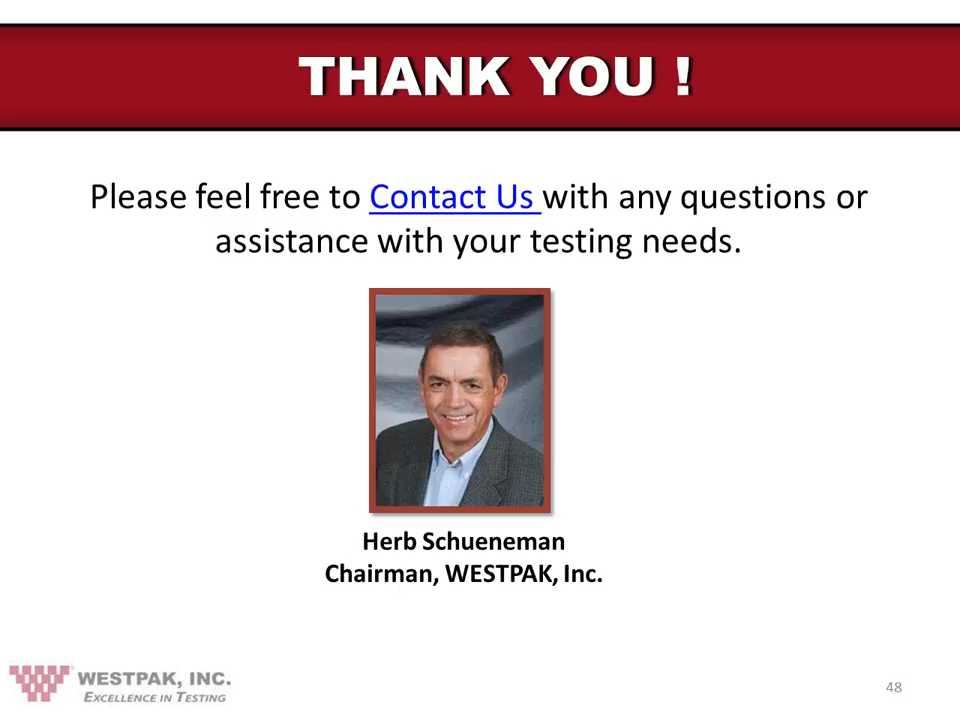 THANK YOU !
Please feel free to Contact Us with any questions or
assistance with your testing needs.
Herb Schueneman
Chairman, WESTPAK, Inc.
WESTPAK, INC.
EXCELLENCE IN TESTING
48